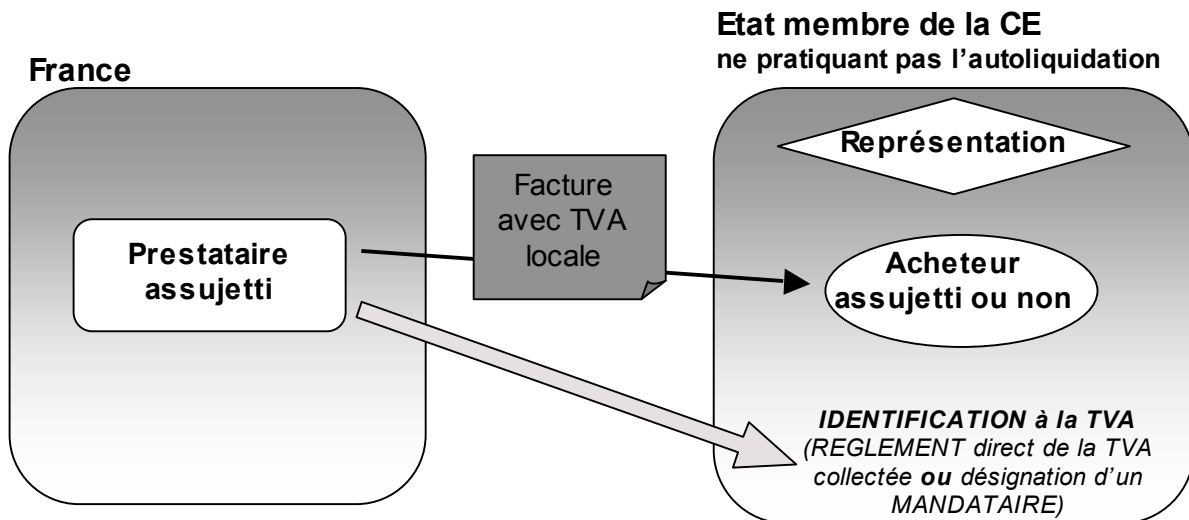 Etat membre de la CE
ne pratiquant pas l'autoliquidation
France
Représentation
Facture
avec TVA
locale
Prestataire
assujetti
Acheteur
assujetti ou non
IDENTIFICATION à la TVA
(REGLEMENT direct de la TVA
collectée ou désignation d'un
MANDATAIRE)